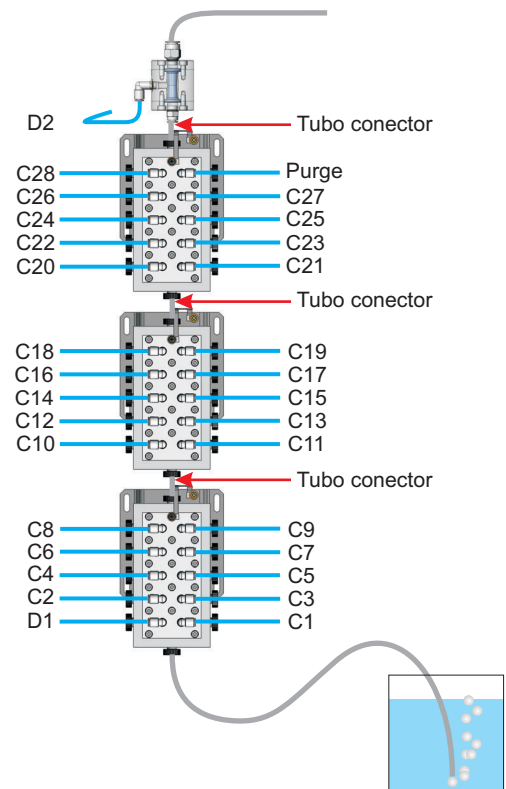 Tubo conector
D2
C28 Purge
C26 C27
C24 C25
C22 C23
C20 C21
Tubo conector
C18 C19
C16 C17
C14 C15
C12 C13
C10 C11
Tubo conector
C8 C9
C6 C7
C4 C5
C2 C3
D1 C1